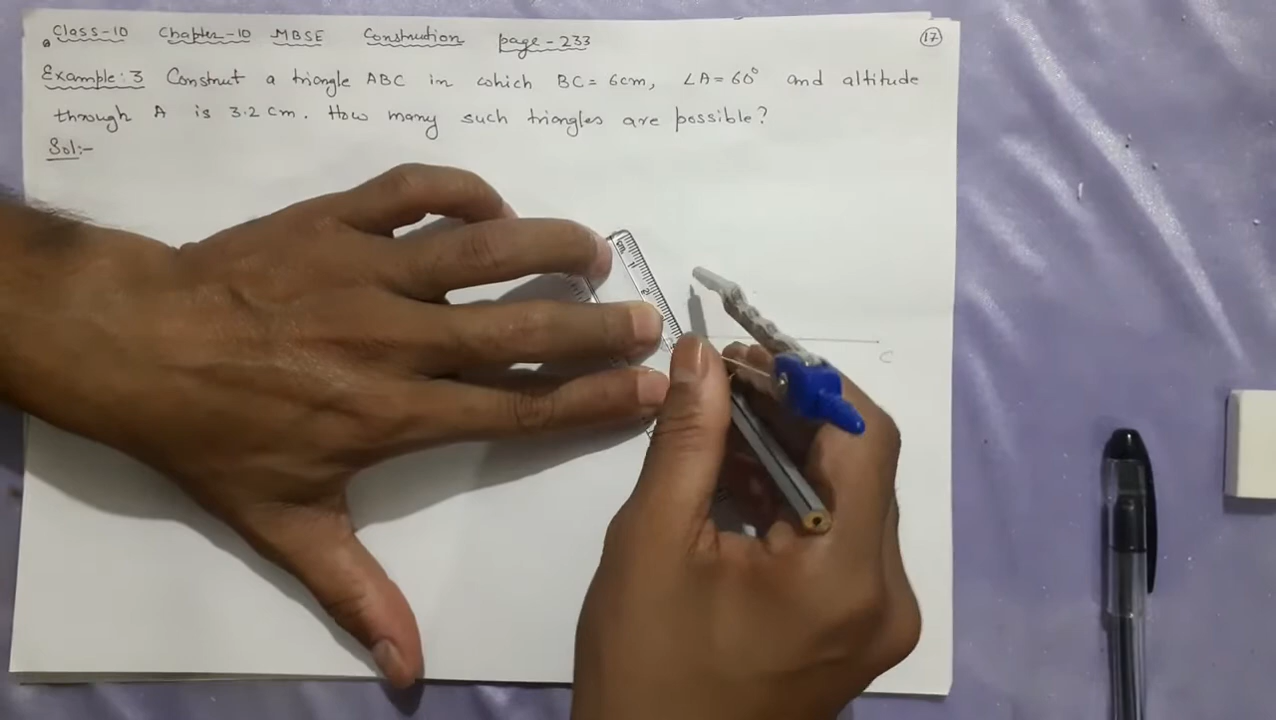 Class-10 Chapter-10 MBSE Construction page-233
17
Example: 3 Construct a triangle ABC in which BC = 6cm, ∠A = 60° and altitude
through A is 3.2 cm. How many such triangles are possible?
Sol:-
C